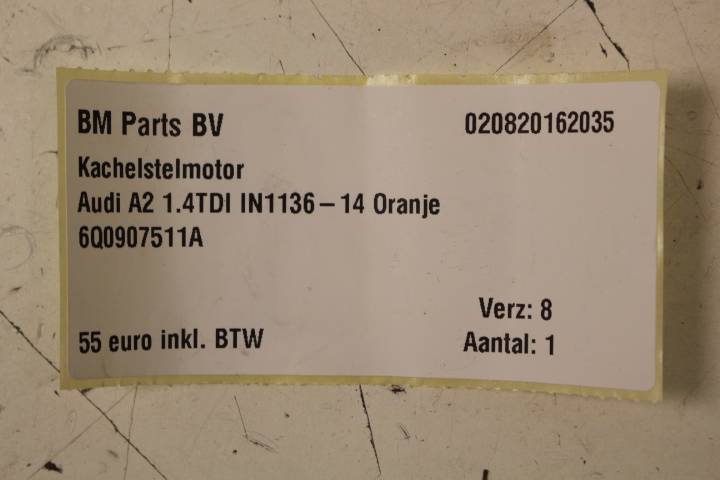 BM Parts BV 020820162035
Kachelstelmotor
Audi A2 1.4TDI IN1136 – 14 Oranje
6Q0907511A
Verz: 8
55 euro inkl. BTW Aantal: 1